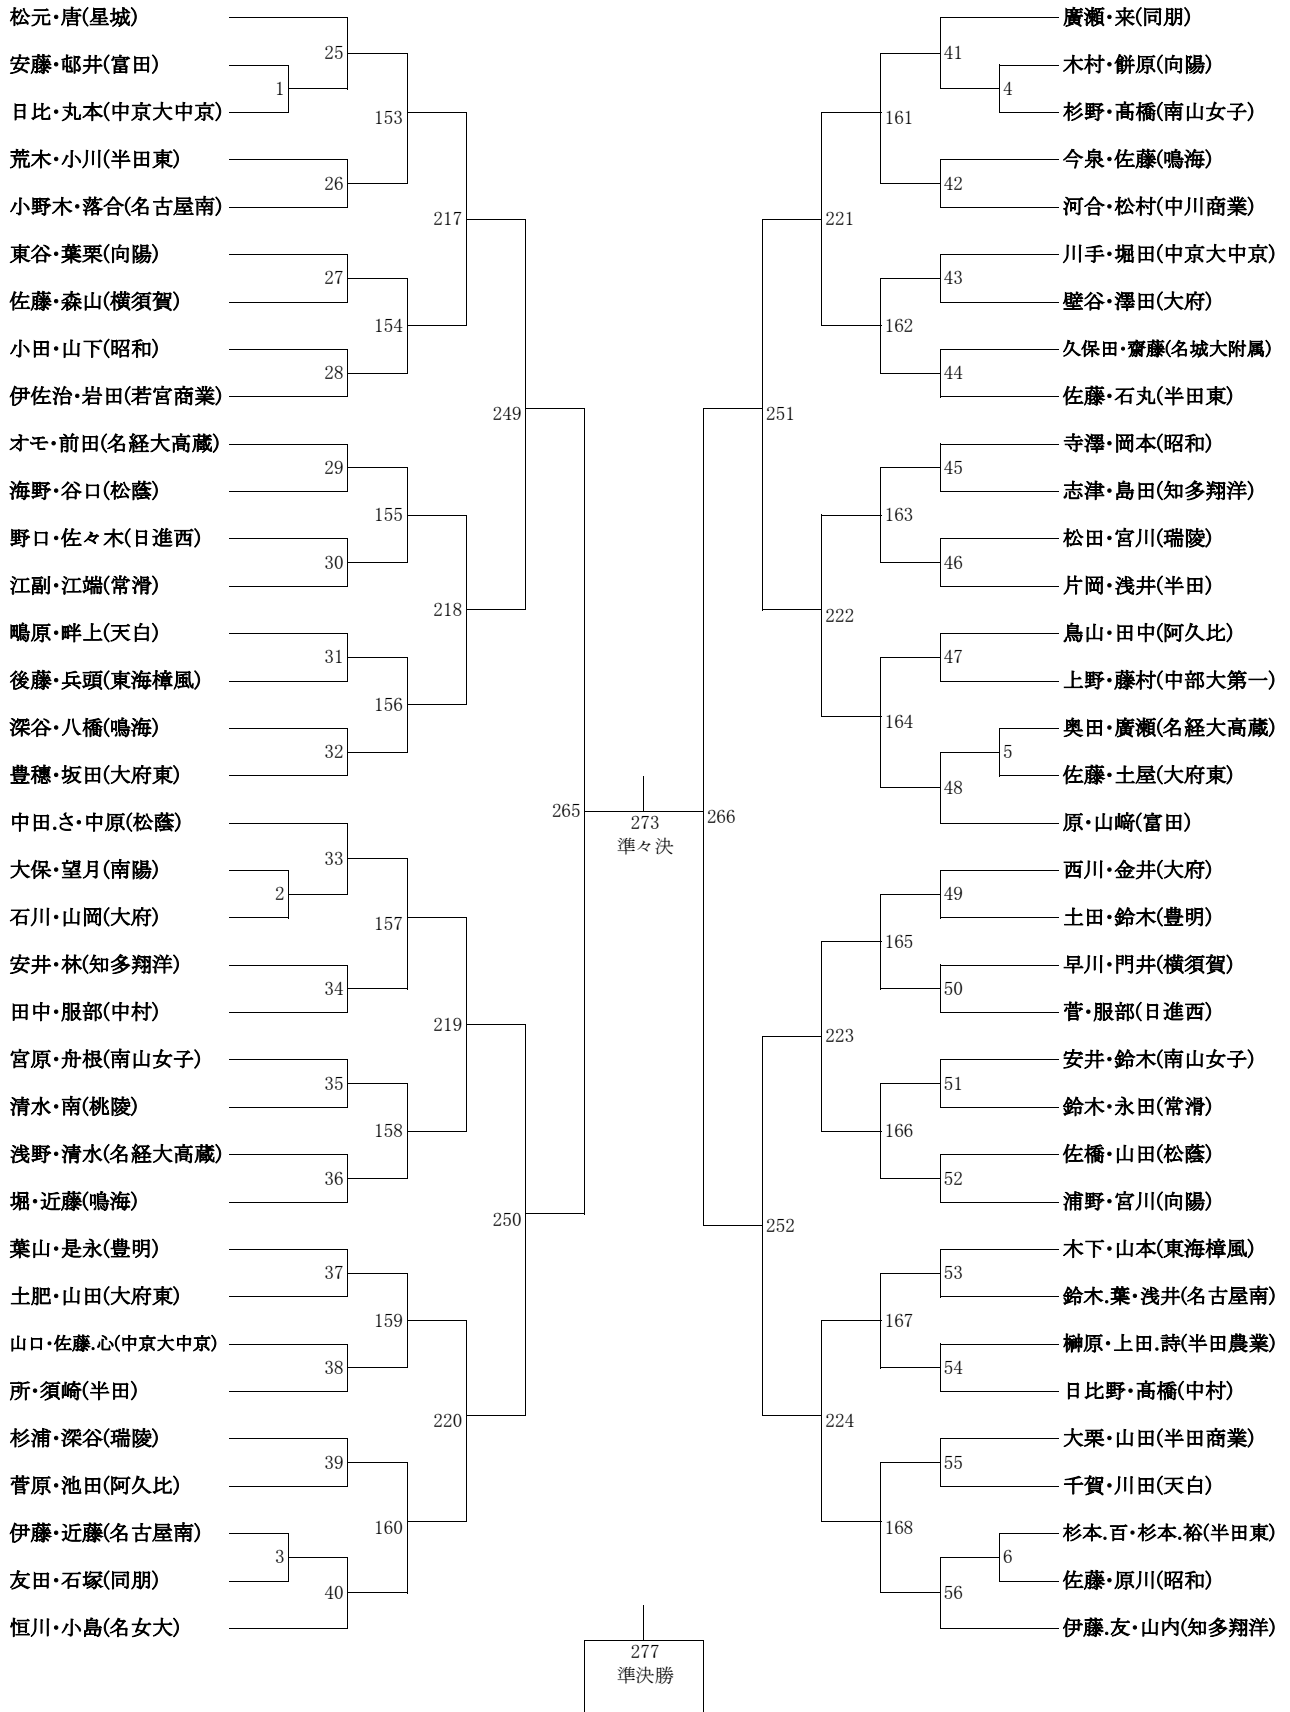 松元・唐(星城)
安藤・邸井(富田)
日比・丸本(中京大中京)
荒木・小川(半田東)
小野木・落合(名古屋南)
東谷・葉栗(向陽)
佐藤・森山(横須賀)
小田・山下(昭和)
伊佐治・岩田(若宮商業)
オモ・前田(名経大高蔵)
海野・谷口(松蔭)
野口・佐々木(日進西)
江副・江端(常滑)
鴫原・畔上(天白)
後藤・兵頭(東海樟風)
深谷・八橋(鳴海)
豊穗・坂田(大府東)
中田.さ・中原(松蔭)
大保・望月(南陽)
石川・山岡(大府)
安井・林(知多翔洋)
田中・服部(中村)
宮原・舟根(南山女子)
清水・南(桃陵)
浅野・清水(名経大高蔵)
堀・近藤(鳴海)
葉山・是永(豊明)
土肥・山田(大府東)
山口・佐藤.心(中京大中京)
所・須崎(半田)
杉浦・深谷(瑞陵)
菅原・池田(阿久比)
伊藤・近藤(名古屋南)
友田・石塚(同朋)
恒川・小島(名女大)
1
2
3
25
26
27
28
29
30
31
32
33
34
35
36
37
38
39
40
153
154
155
156
157
158
159
160
217
218
219
220
249
250
265
273
準々決
277
準決勝
266
251
252
221
222
223
224
161
162
163
164
165
166
167
168
41
42
43
44
45
46
47
48
49
50
51
52
53
54
55
56
4
5
6
廣瀬・来(同朋)
木村・餅原(向陽)
杉野・髙橋(南山女子)
今泉・佐藤(鳴海)
河合・松村(中川商業)
川手・堀田(中京大中京)
壁谷・澤田(大府)
久保田・齋藤(名城大附属)
佐藤・石丸(半田東)
寺澤・岡本(昭和)
志津・島田(知多翔洋)
松田・宮川(瑞陵)
片岡・浅井(半田)
鳥山・田中(阿久比)
上野・藤村(中部大第一)
奥田・廣瀬(名経大高蔵)
佐藤・土屋(大府東)
原・山﨑(富田)
西川・金井(大府)
土田・鈴木(豊明)
早川・門井(横須賀)
菅・服部(日進西)
安井・鈴木(南山女子)
鈴木・永田(常滑)
佐橋・山田(松蔭)
浦野・宮川(向陽)
木下・山本(東海樟風)
鈴木.葉・浅井(名古屋南)
榊原・上田.詩(半田農業)
日比野・髙橋(中村)
大栗・山田(半田商業)
千賀・川田(天白)
杉本.百・杉本.裕(半田東)
佐藤・原川(昭和)
伊藤.友・山内(知多翔洋)